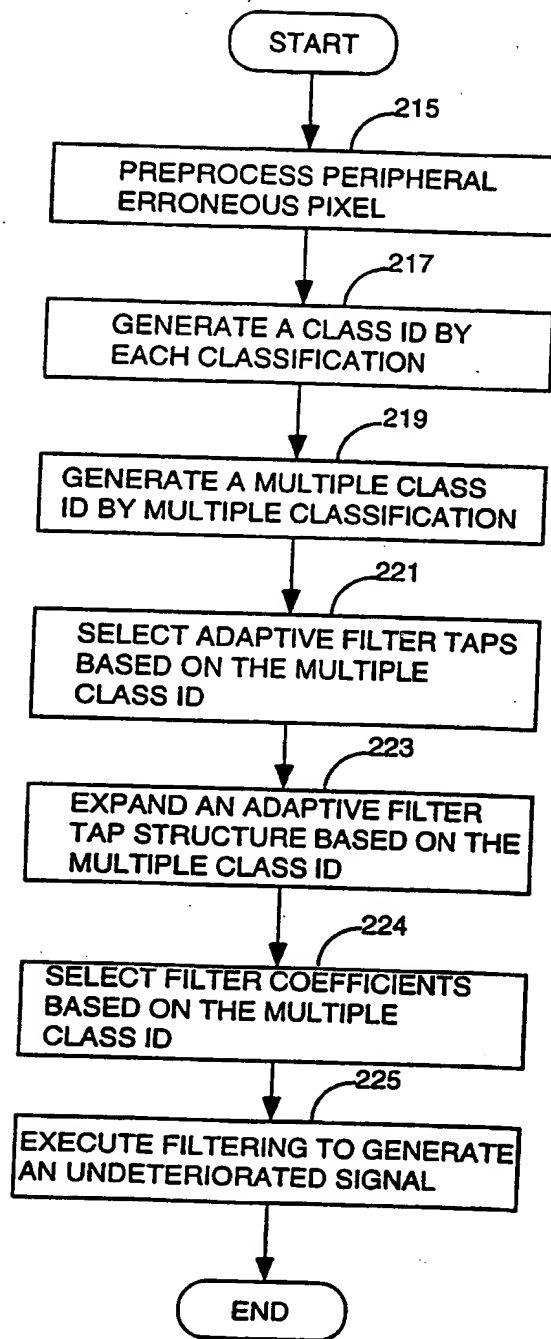 START
215
PREPROCESS PERIPHERAL
ERRONEOUS PIXEL
217
GENERATE A CLASS ID BY
EACH CLASSIFICATION
219
GENERATE A MULTIPLE CLASS
ID BY MULTIPLE CLASSIFICATION
221
SELECT ADAPTIVE FILTER TAPS
BASED ON THE MULTIPLE
CLASS ID
223
EXPAND AN ADAPTIVE FILTER
TAP STRUCTURE BASED ON THE
MULTIPLE CLASS ID
224
SELECT FILTER COEFFICIENTS
BASED ON THE MULTIPLE
CLASS ID
225
EXECUTE FILTERING TO GENERATE
AN UNDETERIORATED SIGNAL
END